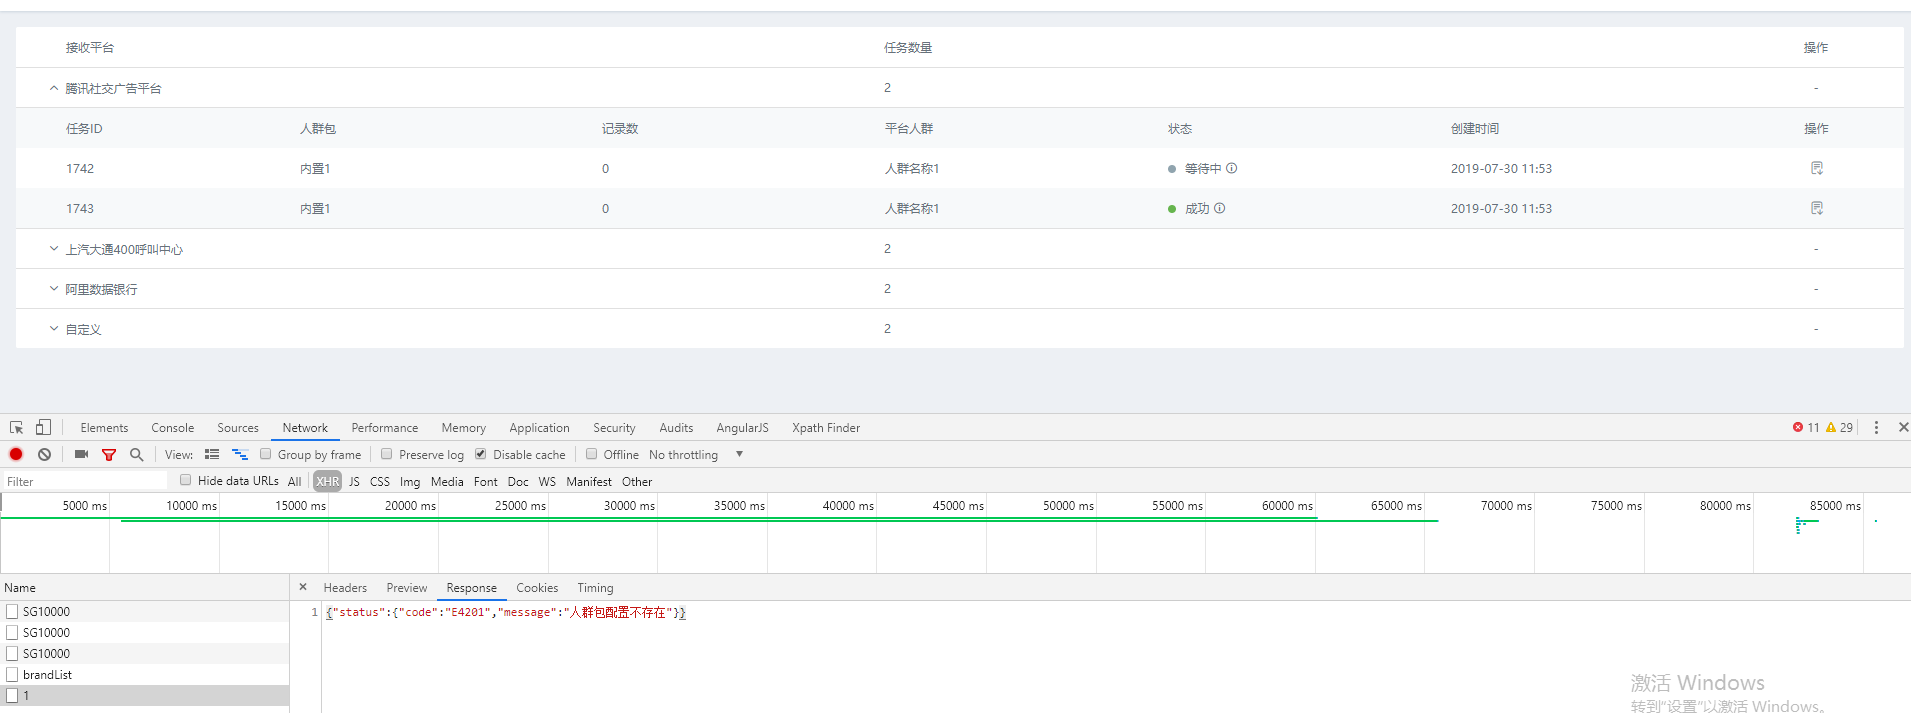 接收平台 任务数量 操作
腾讯社交广告平台 2 -
任务ID 人群包 记录数 平台人群 状态 创建时间 操作
1742 内置1 0 人群名称1 等待中 2019-07-30 11:53
1743 内置1 0 人群名称1 成功 2019-07-30 11:53
上汽大通400呼叫中心 2 -
阿里数据银行 2 -
自定义 2 -
Elements Console Sources Network Performance Memory Application Security Audits AngularJS Xpath Finder 11 29
View: Group by frame Preserve log Disable cache Offline No throttling
Filter Hide data URLs All XHR JS CSS Img Media Font Doc WS Manifest Other
5000 ms 10000 ms 15000 ms 20000 ms 25000 ms 30000 ms 35000 ms 40000 ms 45000 ms 50000 ms 55000 ms 60000 ms 65000 ms 70000 ms 75000 ms 80000 ms 85000 ms
Name Headers Preview Response Cookies Timing
SG10000 1 {"status":{"code":"E4201","message":"人群包配置不存在"}}
SG10000
SG10000
brandList
1
激活 Windows
转到"设置"以激活 Windows。